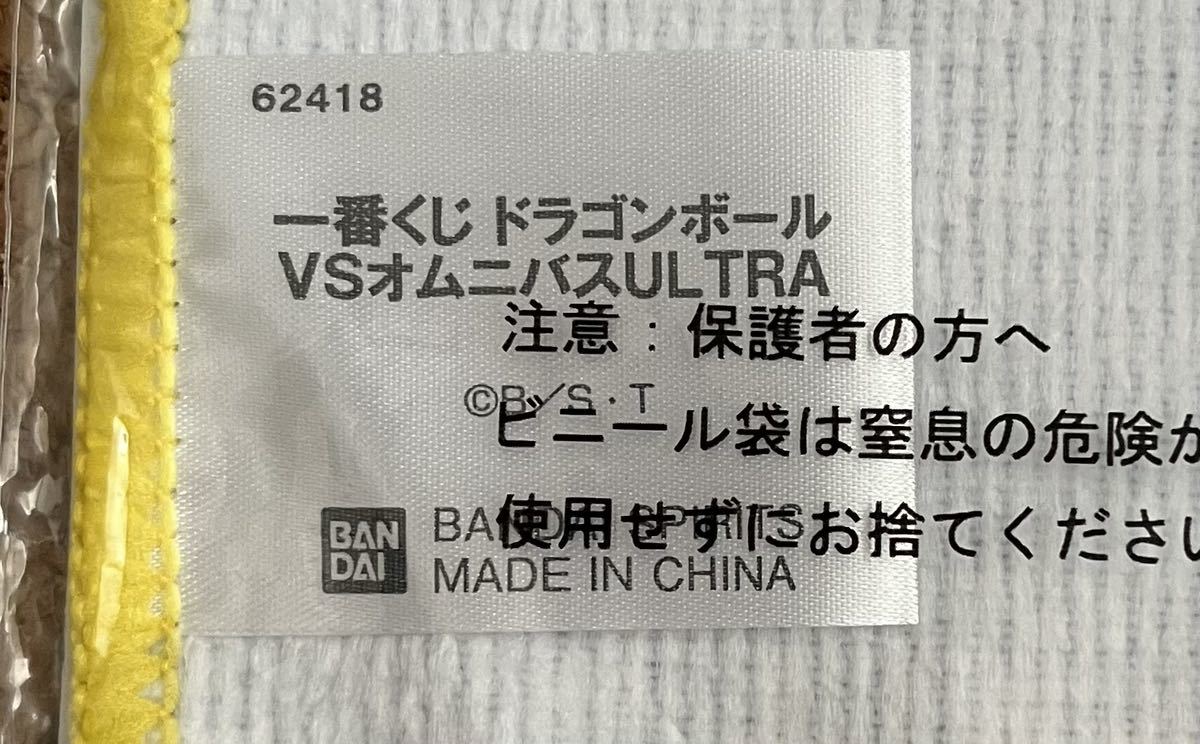 62418
一番くじ ドラゴンボール
VSオムニバスULTRA
注意：保護者の方へ
©B／S・T
ビニール袋は窒息の危険が
使用せずにお捨てくださ
BAN
DAI
BANDAI SPIRITS
MADE IN CHINA